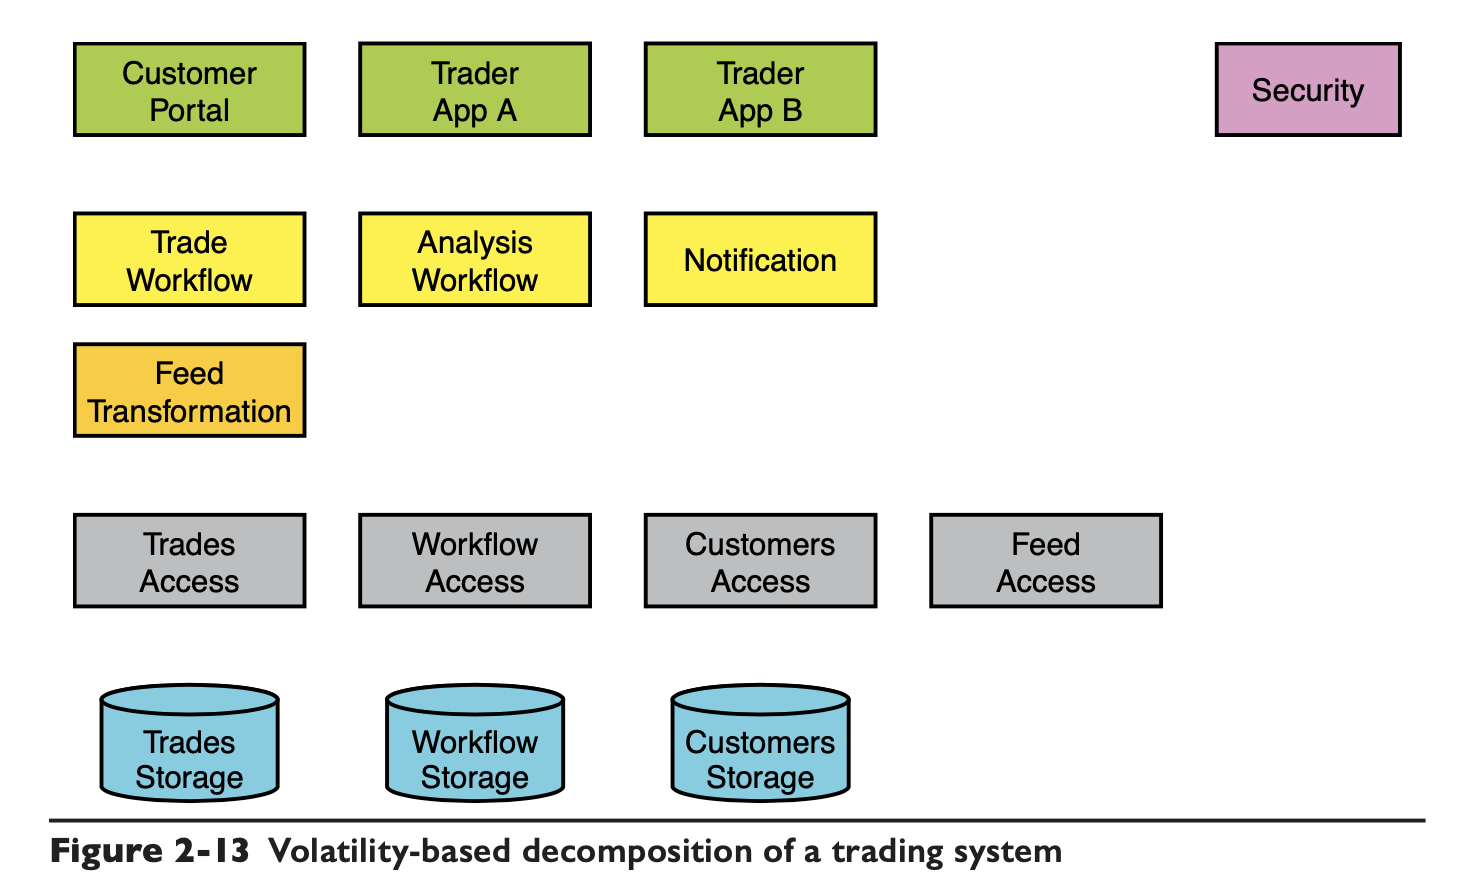 Customer
Portal
Trader
App A
Trader
App B
Security
Trade
Workflow
Analysis
Workflow
Notification
Feed
Transformation
Trades
Access
Workflow
Access
Customers
Access
Feed
Access
Trades
Storage
Workflow
Storage
Customers
Storage
Figure 2-13 Volatility-based decomposition of a trading system